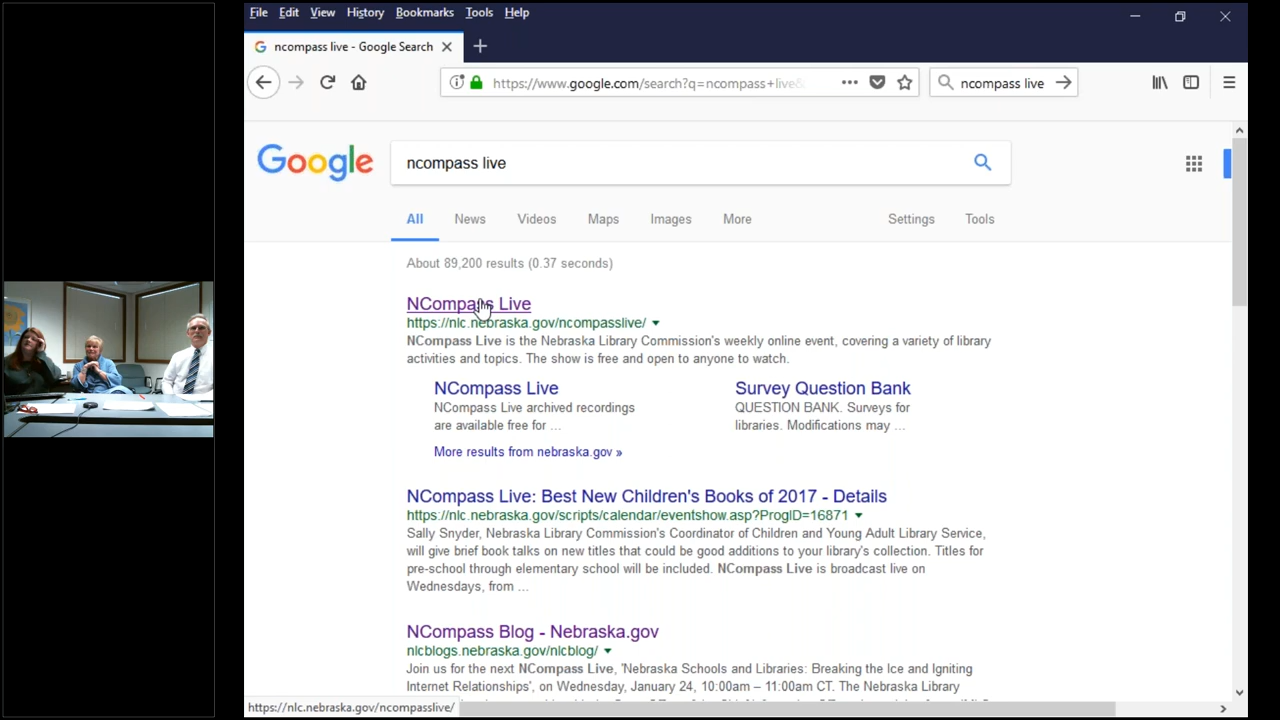 File Edit View History Bookmarks Tools Help
ncompass live - Google Search
https://www.google.com/search?q=ncompass+live&
ncompass live
Google
ncompass live
All News Videos Maps Images More Settings Tools
About 89,200 results (0.37 seconds)
NCompass Live
https://nlc.nebraska.gov/ncompasslive/
NCompass Live is the Nebraska Library Commission's weekly online event, covering a variety of library
activities and topics. The show is free and open to anyone to watch.
NCompass Live
NCompass Live archived recordings
are available free for ...
Survey Question Bank
QUESTION BANK. Surveys for
libraries. Modifications may ...
More results from nebraska.gov »
NCompass Live: Best New Children's Books of 2017 - Details
https://nlc.nebraska.gov/scripts/calendar/eventshow.asp?ProgID=16871
Sally Snyder, Nebraska Library Commission's Coordinator of Children and Young Adult Library Service,
will give brief book talks on new titles that could be good additions to your library's collection. Titles for
pre-school through elementary school will be included. NCompass Live is broadcast live on
Wednesdays, from ...
NCompass Blog - Nebraska.gov
nlcblogs.nebraska.gov/nlcblog/
Join us for the next NCompass Live, 'Nebraska Schools and Libraries: Breaking the Ice and Igniting
Internet Relationships', on Wednesday, January 24, 10:00am – 11:00am CT. The Nebraska Library
https://nlc.nebraska.gov/ncompasslive/